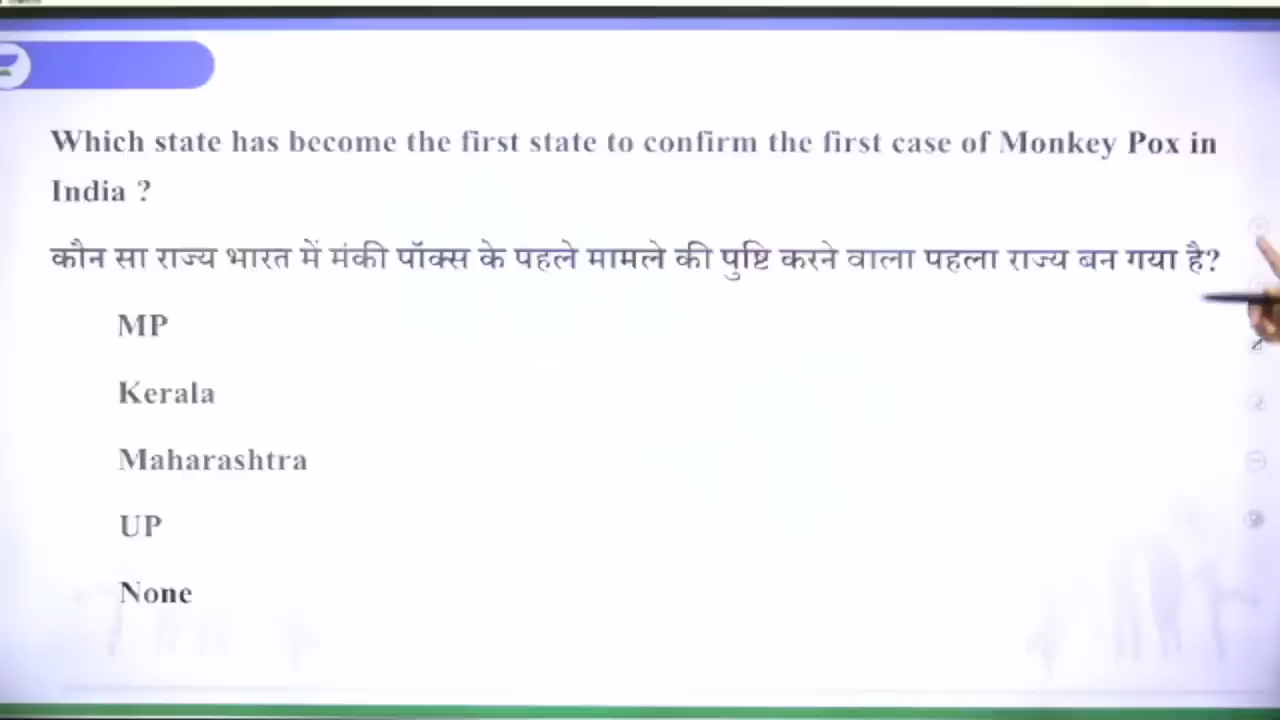 Which state has become the first state to confirm the first case of Monkey Pox in
India ?
कौन सा राज्य भारत में मंकी पॉक्स के पहले मामले की पुष्टि करने वाला पहला राज्य बन गया है?
MP
Kerala
Maharashtra
UP
None